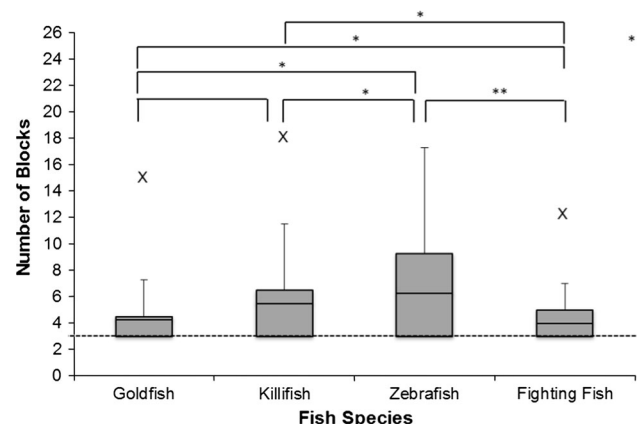 Number of Blocks
26
24
22
20
18
16
14
12
10
8
6
4
2
0
*
*
*
*
*
**
X
X
X
Goldfish
Killifish
Zebrafish
Fighting Fish
Fish Species